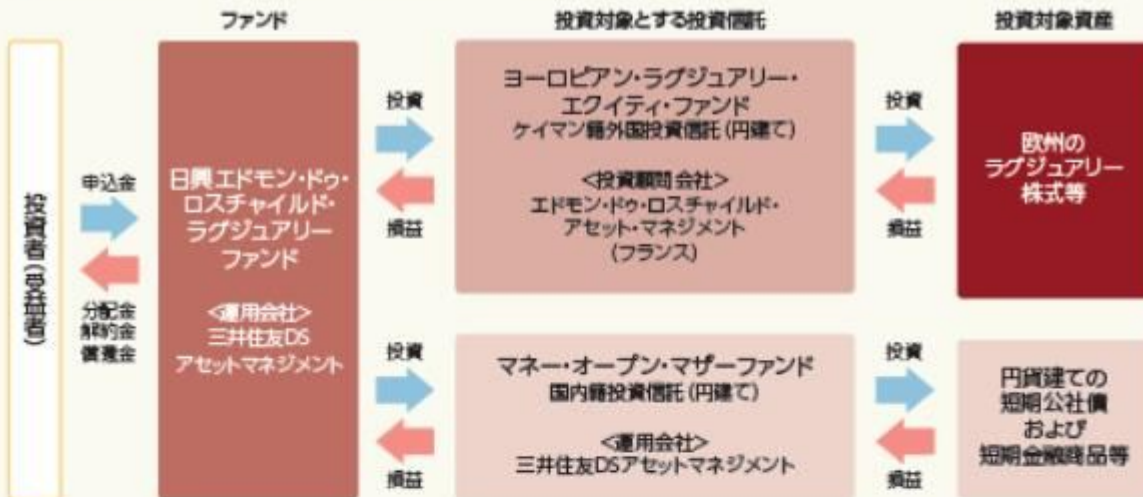 ファンド
投資対象とする投資信託
投資対象資産
投資者(受益者)
申込金
分配金
解約金
償還金
日興エドモン・ドゥ・
ロスチャイルド・
ラグジュアリー
ファンド
<運用会社>
三井住友DS
アセットマネジメント
投資
損益
ヨーロピアン・ラグジュアリー・
エクイティ・ファンド
ケイマン籍外国投資信託(円建て)
<投資顧問会社>
エドモン・ドゥ・ロスチャイルド・
アセット・マネジメント
(フランス)
投資
損益
欧州の
ラグジュアリー
株式等
投資
損益
マネー・オープン・マザーファンド
国内籍投資信託(円建て)
<運用会社>
三井住友DSアセットマネジメント
投資
損益
円貨建ての
短期公社債
および
短期金融商品等